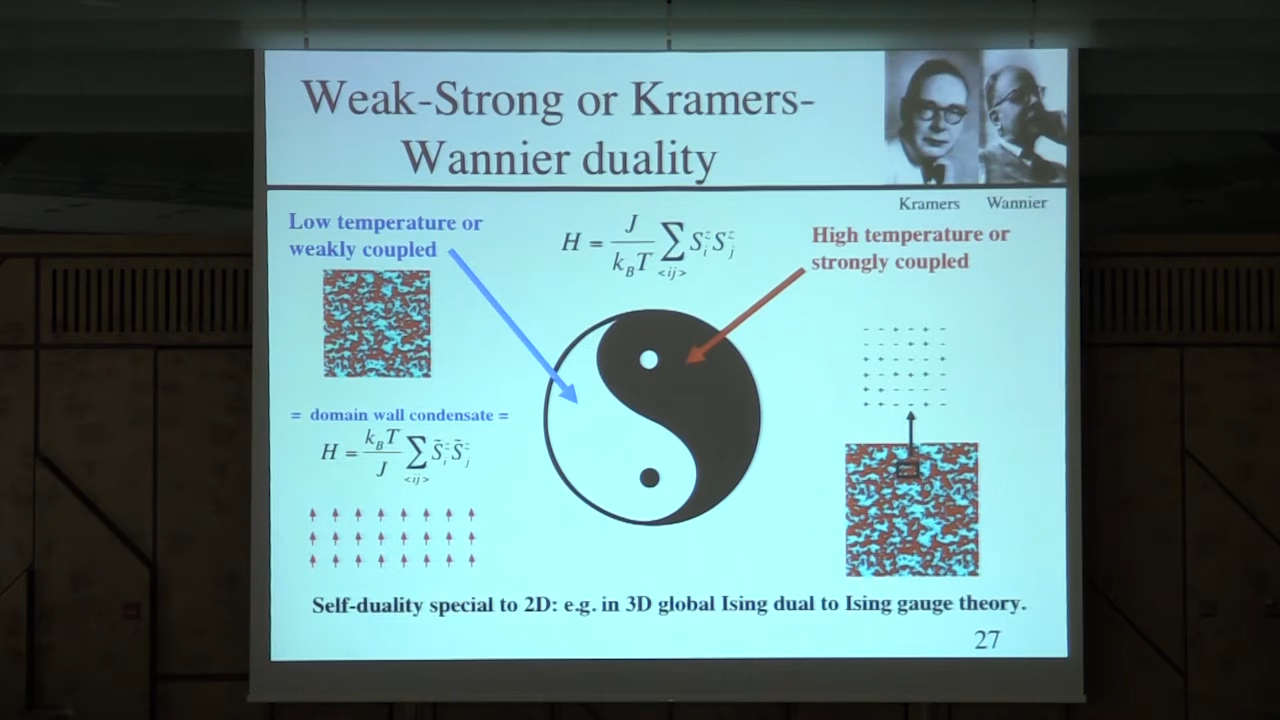 Weak-Strong or Kramers-
Wannier duality
Kramers Wannier
Low temperature or
weakly coupled
H = J/k_BT ∑_<ij> S_i^z S_j^z
High temperature or
strongly coupled
= domain wall condensate =
H = k_BT/J ∑_<ij> S̃_i^z S̃_j^z
Self-duality special to 2D: e.g. in 3D global Ising dual to Ising gauge theory.
27